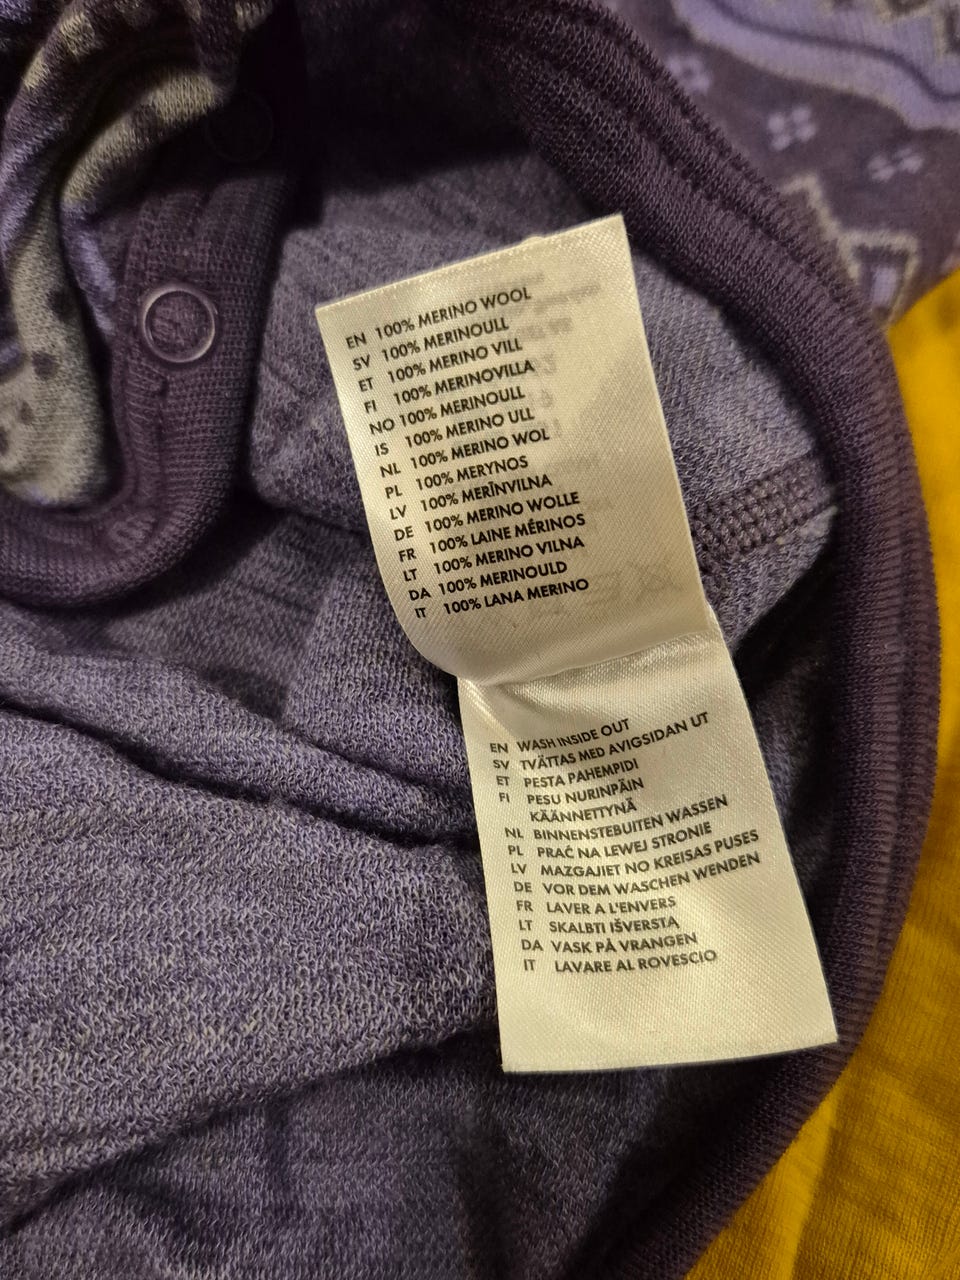 EN 100% MERINO WOOL
SV 100% MERINOULL
ET 100% MERINO VILL
FI 100% MERINOVILLA
NO 100% MERINOULL
IS 100% MERINO ULL
NL 100% MERINO WOL
PL 100% MERYNOS
LV 100% MERĪNVILNA
DE 100% MERINO WOLLE
FR 100% LAINE MÉRINOS
LT 100% MERINO VILNA
DA 100% MERINOULD
IT 100% LANA MERINO
EN WASH INSIDE OUT
SV TVÄTTAS MED AVIGSIDAN UT
ET PESTA PAHEMPIDI
FI PESU NURINPÄIN
KÄÄNNETTYNÄ
NL BINNENSTEBUITEN WASSEN
PL PRAĆ NA LEWEJ STRONIE
LV MAZGAJIET NO KREISAS PUSES
DE VOR DEM WASCHEN WENDEN
FR LAVER A L'ENVERS
LT SKALBTI IŠVERSTA
DA VASK PÅ VRANGEN
IT LAVARE AL ROVESCIO